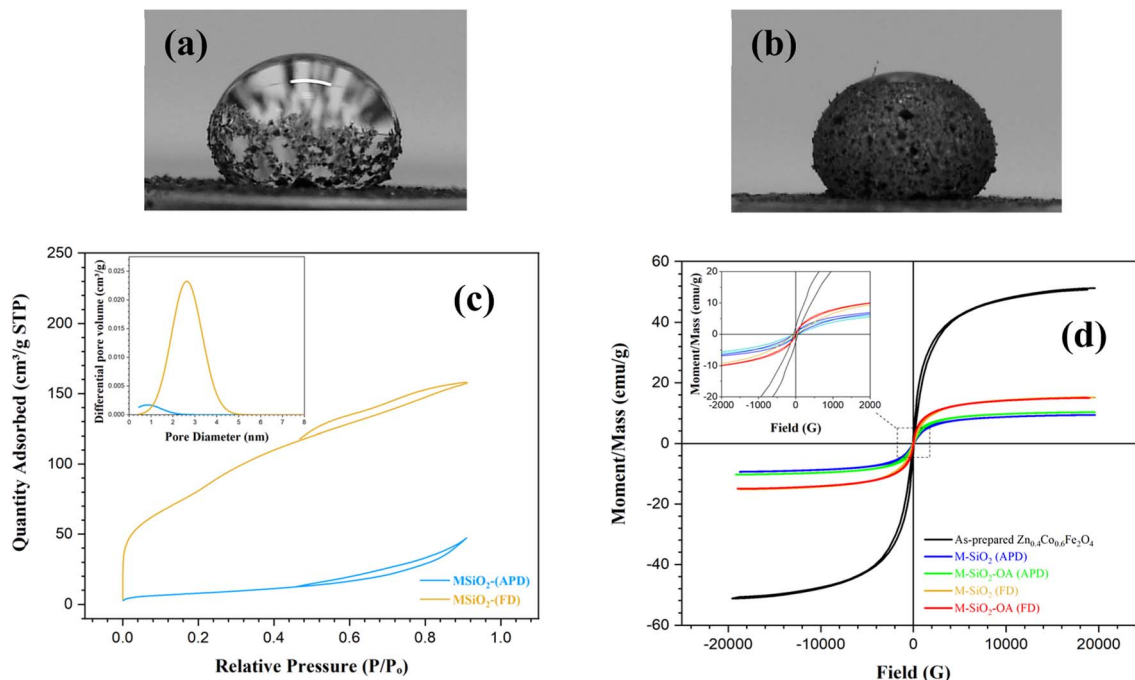 (a)
(b)
(c)
Quantity Adsorbed (cm³/g STP)
250
200
150
100
50
0
0.0 0.2 0.4 0.6 0.8 1.0
Relative Pressure (P/Pₒ)
Differential pore volume (cm³/g)
0.025
0.020
0.015
0.010
0.005
0.000
0 1 2 3 4 5 6 7 8
Pore Diameter (nm)
MSiO₂-(APD)
MSiO₂-(FD)
(d)
Moment/Mass (emu/g)
60
40
20
0
-20
-40
-60
-20000 -10000 0 10000 20000
Field (G)
Moment/Mass (emu/g)
20
10
0
-10
-20
-2000 -1000 0 1000 2000
Field (G)
As-prepared Zn₀.₄Co₀.₆Fe₂O₄
M-SiO₂ (APD)
M-SiO₂-OA (APD)
M-SiO₂ (FD)
M-SiO₂-OA (FD)